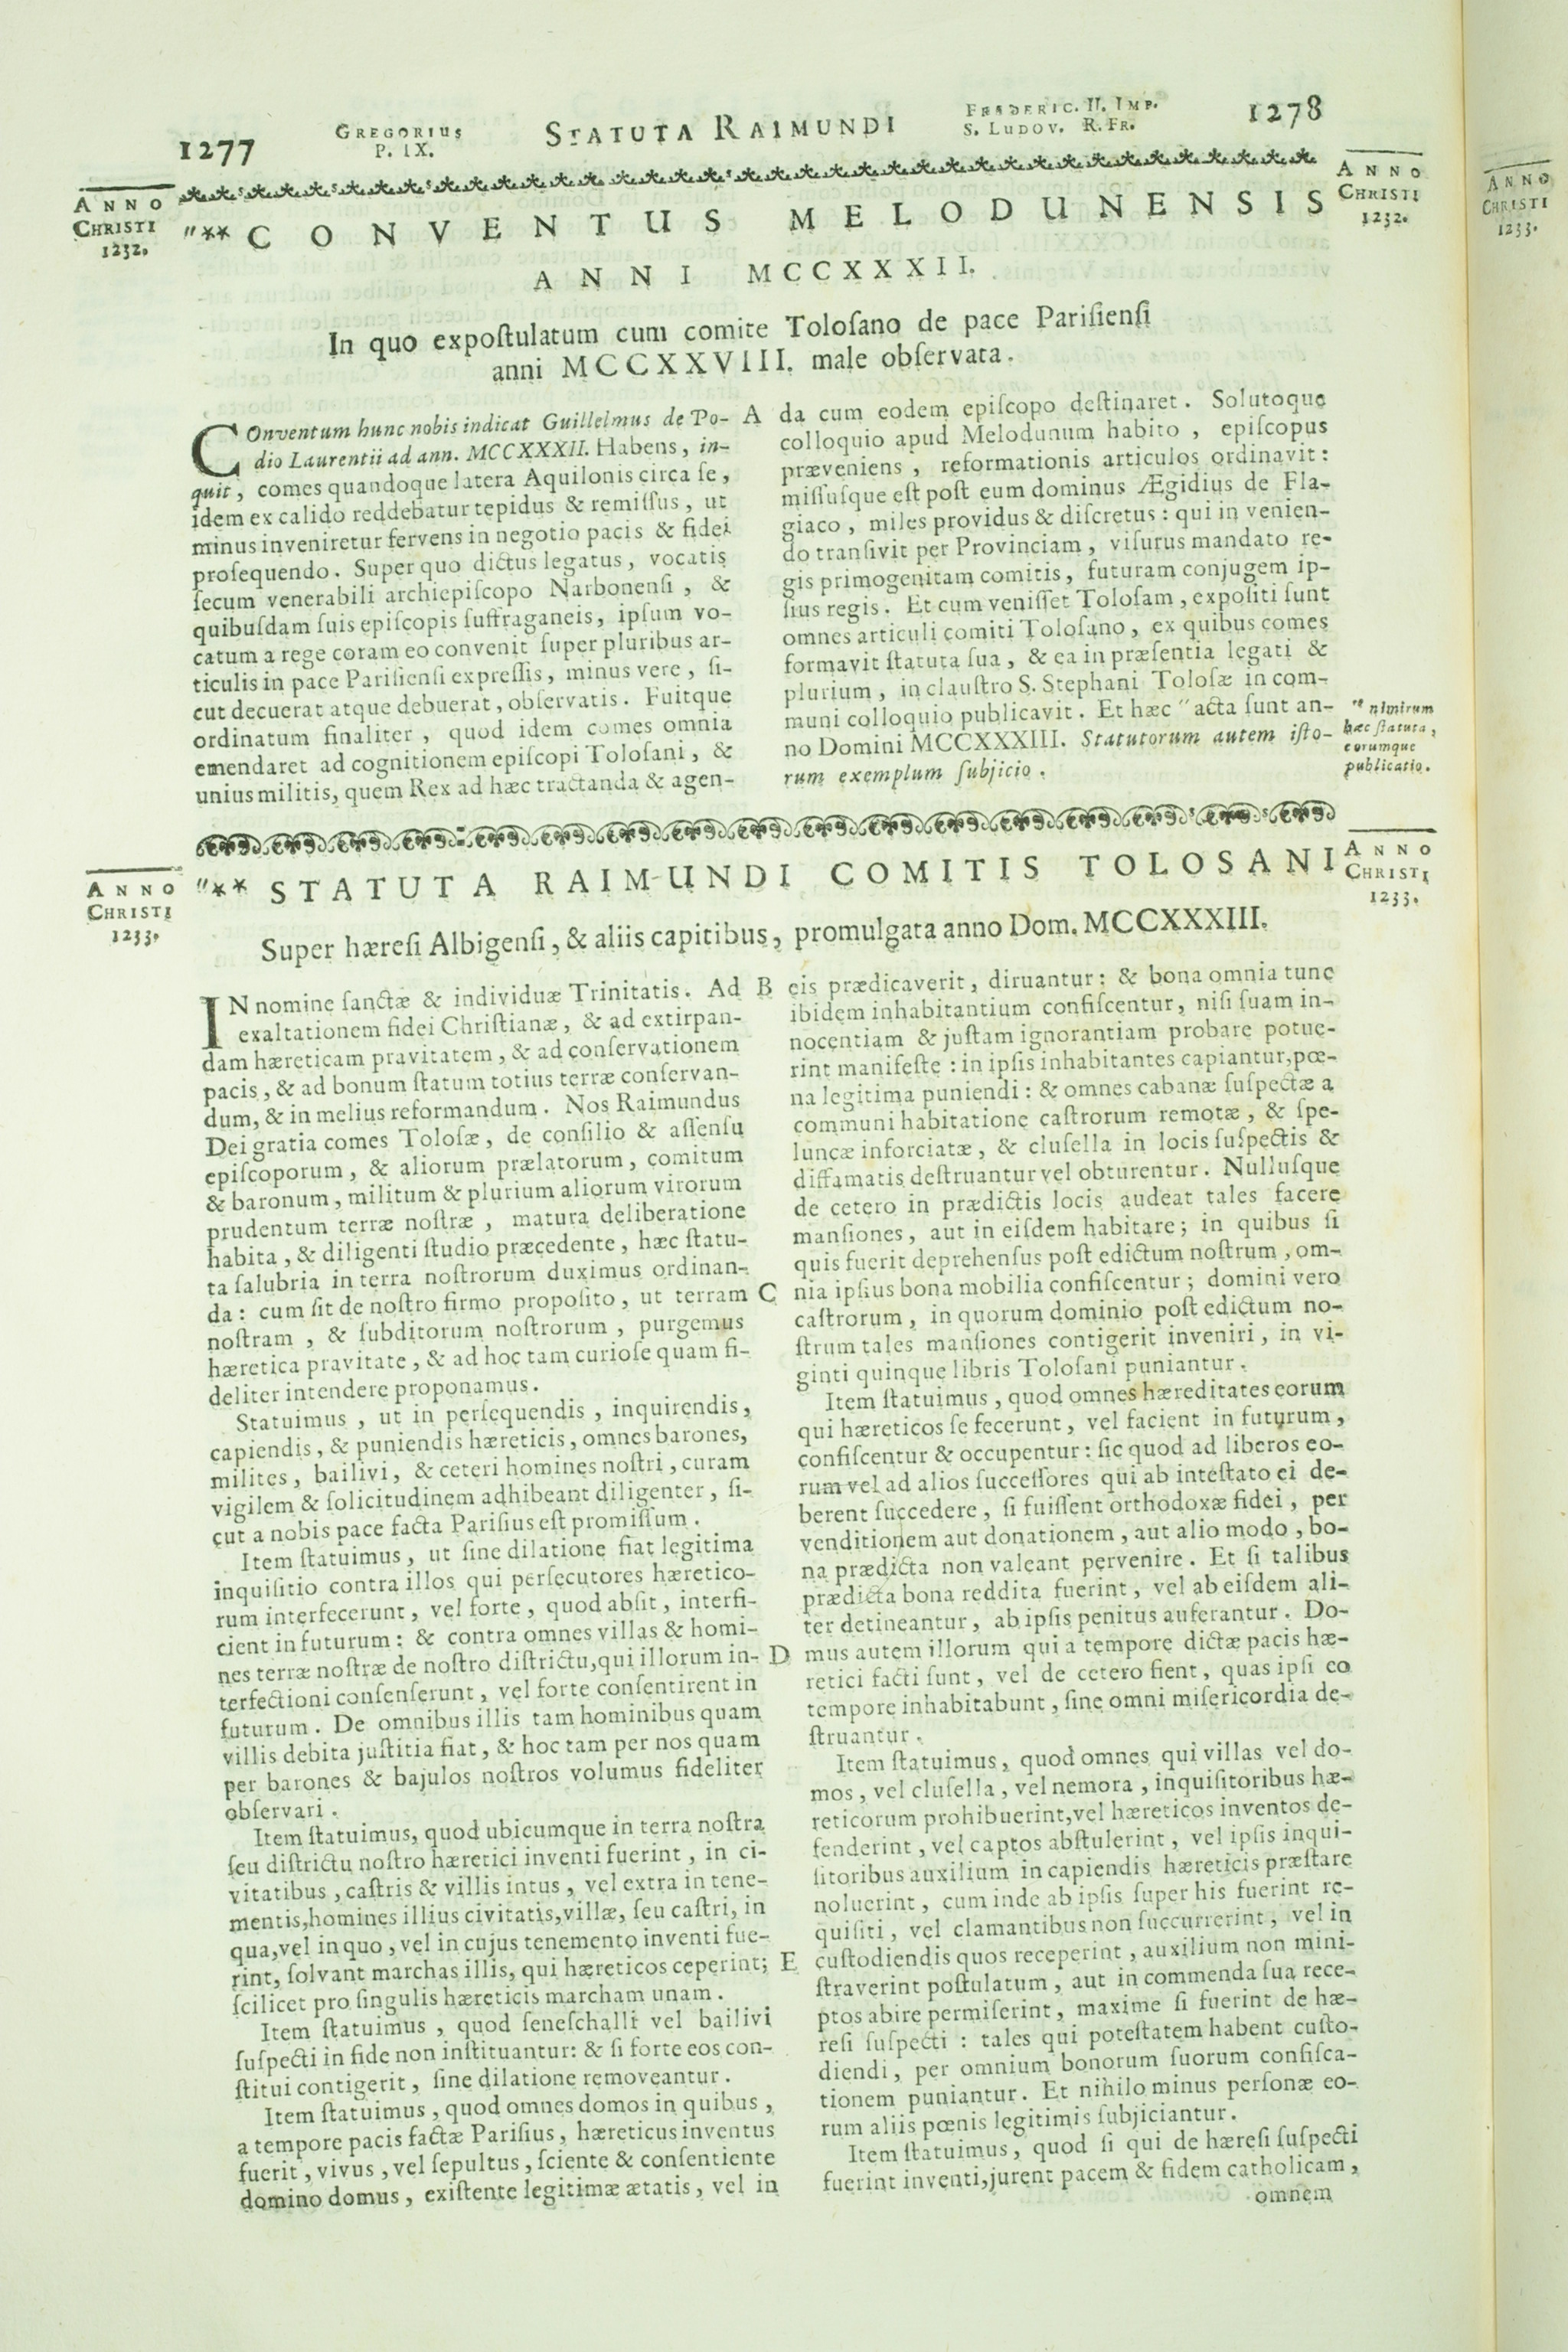 1277
GREGORIUS
P. IX.
STATUTA RAIMUNDI
FRADERIC. II. IMP.
S. LUDOV. R. FR.
1278
ANNO
CHRISTI
1232.
"** CONVENTUS MELODUNENSIS
ANNO
CHRISTI
1232.
ANNO
CHRISTI
1233.
ANNI MCCXXXII.
In quo expoſtulatum cum comite Toloſano de pace Pariſienſi
anni MCCXXVIII. male obſervata.
COnventum hunc nobis indicat Guillelmus de Po-
dio Laurentii ad ann. MCCXXXII. Habens, in-
quit, comes quandoque latera Aquilonis circa ſe,
idem ex calido reddebatur tepidus & remiſſus, ut
minus inveniretur fervens in negotio pacis & fidei
proſequendo. Super quo dictus legatus, vocatis
ſecum venerabili archiepiſcopo Narbonenſi, &
quibuſdam ſuis epiſcopis ſuffraganeis, ipſum vo-
catum a rege coram eo convenit ſuper pluribus ar-
ticulis in pace Pariſienſi expreſſis, minus vere, ſi-
cut decuerat atque debuerat, obſervatis. Fuitque
ordinatum finaliter, quod idem comes omnia
emendaret ad cognitionem epiſcopi Toloſani, &
unius militis, quem Rex ad hæc tractanda & agen-
A
da cum eodem epiſcopo deſtinaret. Solutoque
colloquio apud Melodunum habito, epiſcopus
præveniens, reformationis articulos ordinavit:
miſſuſque eſt poſt eum dominus Ægidius de Fla-
giaco, miles providus & diſcretus: qui in venien-
do tranſivit per Provinciam, viſurus mandato re-
gis primogenitam comitis, futuram conjugem ip-
ſius regis. Et cum veniſſet Toloſam, expoſiti ſunt
omnes articuli comiti Toloſano, ex quibus comes
formavit ſtatuta ſua, & ea in præſentia legati &
plurium, in clauſtro S. Stephani Toloſæ in com-
muni colloquio publicavit. Et hæc "acta ſunt an-
no Domini MCCXXXIII. Statutorum autem iſto-
rum exemplum ſubjicio.
" nimirum
hæc ſtatuta,
eorumque
publicatio.
ANNO
CHRISTI
1233.
"** STATUTA RAIMUNDI COMITIS TOLOSANI
ANNO
CHRISTI
1233.
Super hæreſi Albigenſi, & aliis capitibus, promulgata anno Dom. MCCXXXIII.
IN nomine ſanctæ & individuæ Trinitatis. Ad
exaltationem fidei Chriſtianæ, & ad extirpan-
dam hæreticam pravitatem, & ad conſervationem
pacis, & ad bonum ſtatum totius terræ conſervan-
dum, & in melius reformandum. Nos Raimundus
Dei gratia comes Toloſæ, de conſilio & aſſenſu
epiſcoporum, & aliorum prælatorum, comitum
& baronum, militum & plurium aliorum virorum
prudentum terræ noſtræ, matura deliberatione
habita, & diligenti ſtudio præcedente, hæc ſtatu-
ta ſalubria in terra noſtrorum duximus ordinan-
da: cum ſit de noſtro firmo propoſito, ut terram
noſtram, & ſubditorum noſtrorum, purgemus
hæretica pravitate, & ad hoc tam curioſe quam fi-
deliter intendere proponamus.
Statuimus, ut in perſequendis, inquirendis,
capiendis, & puniendis hæreticis, omnes barones,
milites, bailivi, & ceteri homines noſtri, curam
vigilem & ſolicitudinem adhibeant diligenter, ſi-
cut a nobis pace facta Pariſius eſt promiſſum.
Item ſtatuimus, ut ſine dilatione fiat legitima
inquiſitio contra illos qui perſecutores hæretico-
rum interfecerunt, vel forte, quod abſit, interfi-
cient in futurum: & contra omnes villas & homi-
nes terræ noſtræ de noſtro diſtrictu, qui illorum in-
terfectioni conſenſerunt, vel forte conſentirent in
futurum. De omnibus illis tam hominibus quam
villis debita juſtitia fiat, & hoc tam per nos quam
per barones & bajulos noſtros volumus fideliter
obſervari.
Item ſtatuimus, quod ubicumque in terra noſtra
ſeu diſtrictu noſtro hæretici inventi fuerint, in ci-
vitatibus, caſtris & villis intus, vel extra in tene-
mentis, homines illius civitatis, villæ, ſeu caſtri, in
qua, vel in quo, vel in cujus tenemento inventi fue-
rint, ſolvant marchas illis, qui hæreticos ceperint;
ſcilicet pro ſingulis hæreticis marcham unam.
Item ſtatuimus, quod ſeneſchalli vel bailivi
ſuſpecti in fide non inſtituantur: & ſi forte eos con-
ſtitui contigerit, ſine dilatione removeantur.
Item ſtatuimus, quod omnes domos in quibus,
a tempore pacis factæ Pariſius, hæreticus inventus
fuerit, vivus, vel ſepultus, ſciente & conſentiente
domino domus, exiſtente legitimæ ætatis, vel in
B
C
D
E
eis prædicaverit, diruantur: & bona omnia tunc
ibidem inhabitantium confiſcentur, niſi ſuam in-
nocentiam & juſtam ignorantiam probare potue-
rint manifeſte: in ipſis inhabitantes capiantur, pœ-
na legitima puniendi: & omnes cabanæ ſuſpectæ a
communi habitatione caſtrorum remotæ, & ſpe-
luncæ inforciatæ, & cluſella in locis ſuſpectis &
diffamatis deſtruantur vel obturentur. Nulluſque
de cetero in prædictis locis audeat tales facere
manſiones, aut in eiſdem habitare; in quibus ſi
quis fuerit deprehenſus poſt edictum noſtrum, om-
nia ipſius bona mobilia confiſcentur; domini vero
caſtrorum, in quorum dominio poſt edictum no-
ſtrum tales manſiones contigerit inveniri, in vi-
ginti quinque libris Toloſani puniantur.
Item ſtatuimus, quod omnes hæreditates eorum
qui hæreticos ſe fecerunt, vel facient in futurum,
confiſcentur & occupentur: ſic quod ad liberos eo-
rum vel ad alios ſucceſſores qui ab inteſtato ei de-
berent ſuccedere, ſi fuiſſent orthodoxæ fidei, per
venditionem aut donationem, aut alio modo, bo-
na prædicta non valeant pervenire. Et ſi talibus
prædicta bona reddita fuerint, vel ab eiſdem ali-
ter detineantur, ab ipſis penitus auferantur. Do-
mus autem illorum qui a tempore dictæ pacis hæ-
retici facti ſunt, vel de cetero fient, quas ipſi eo
tempore inhabitabunt, ſine omni miſericordia de-
ſtruantur.
Item ſtatuimus, quod omnes qui villas vel do-
mos, vel cluſella, vel nemora, inquiſitoribus hæ-
reticorum prohibuerint, vel hæreticos inventos de-
fenderint, vel captos abſtulerint, vel ipſis inqui-
ſitoribus auxilium in capiendis hæreticis præſtare
noluerint, cum inde ab ipſis ſuper his fuerint re-
quiſiti, vel clamantibus non ſuccurrerint, vel in
cuſtodiendis quos receperint, auxilium non mini-
ſtraverint poſtulatum, aut in commenda ſua rece-
ptos abire permiſerint, maxime ſi fuerint de hæ-
reſi ſuſpecti: tales qui poteſtatem habent cuſto-
diendi, per omnium bonorum ſuorum confiſca-
tionem puniantur. Et nihilo minus perſonæ eo-
rum aliis pœnis legitimis ſubjiciantur.
Item ſtatuimus, quod ſi qui de hæreſi ſuſpecti
fuerint inventi, jurent pacem & fidem catholicam,
omnem